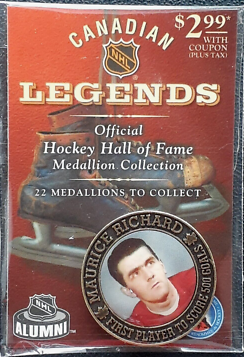 CANADIAN
$2.99*
WITH
COUPON
(PLUS TAX)
NHL
LEGENDS
Official
Hockey Hall of Fame
Medallion Collection
22 MEDALLIONS TO COLLECT
MAURICE RICHARD
FIRST PLAYER TO SCORE 500 GOALS
NHL
ALUMNI